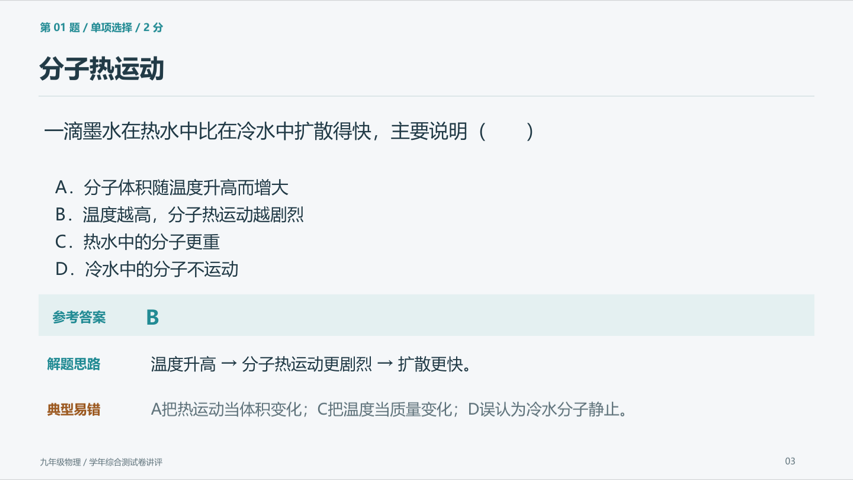 第 01 题 / 单项选择 / 2 分
分子热运动
一滴墨水在热水中比在冷水中扩散得快，主要说明（　　）
A．分子体积随温度升高而增大
B．温度越高，分子热运动越剧烈
C．热水中的分子更重
D．冷水中的分子不运动
参考答案 B
解题思路 温度升高 → 分子热运动更剧烈 → 扩散更快。
典型易错 A把热运动当体积变化；C把温度当质量变化；D误认为冷水分子静止。
九年级物理 / 学年综合测试卷讲评 03